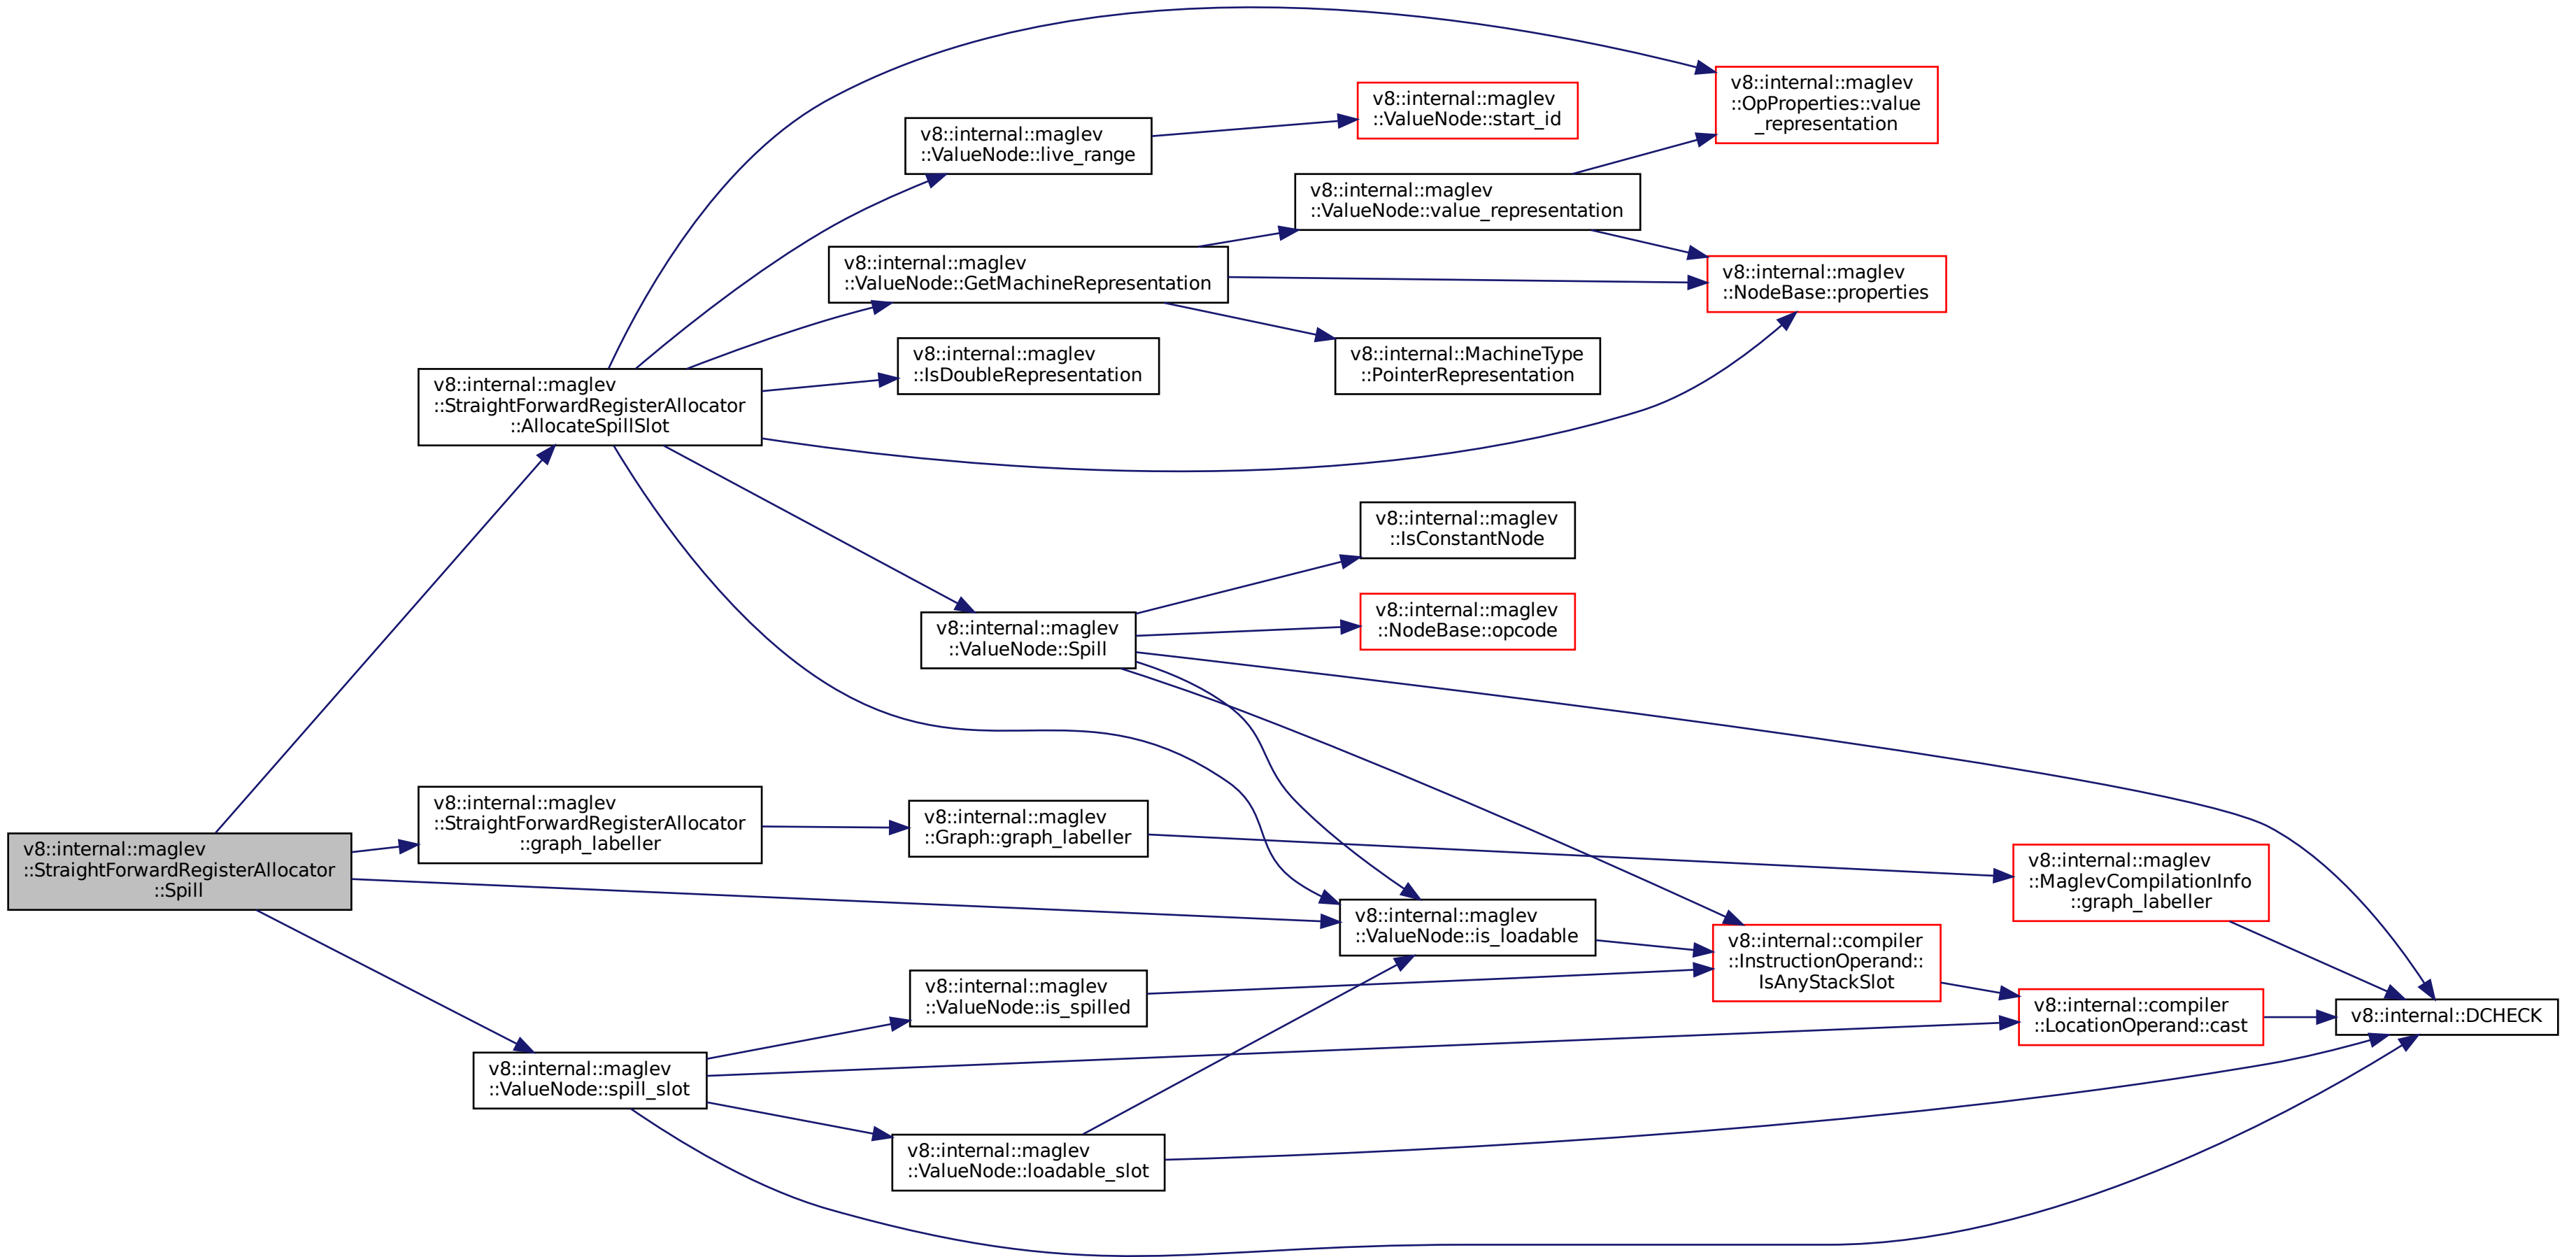 v8::internal::maglev
::OpProperties::value
_representation
v8::internal::maglev
::ValueNode::start_id
v8::internal::maglev
::ValueNode::live_range
v8::internal::maglev
::ValueNode::value_representation
v8::internal::maglev
::ValueNode::GetMachineRepresentation
v8::internal::maglev
::NodeBase::properties
v8::internal::maglev
::IsDoubleRepresentation
v8::internal::MachineType
::PointerRepresentation
v8::internal::maglev
::StraightForwardRegisterAllocator
::AllocateSpillSlot
v8::internal::maglev
::IsConstantNode
v8::internal::maglev
::NodeBase::opcode
v8::internal::maglev
::ValueNode::Spill
v8::internal::maglev
::StraightForwardRegisterAllocator
::graph_labeller
v8::internal::maglev
::Graph::graph_labeller
v8::internal::maglev
::StraightForwardRegisterAllocator
::Spill
v8::internal::maglev
::MaglevCompilationInfo
::graph_labeller
v8::internal::maglev
::ValueNode::is_loadable
v8::internal::compiler
::InstructionOperand::
IsAnyStackSlot
v8::internal::maglev
::ValueNode::is_spilled
v8::internal::compiler
::LocationOperand::cast
v8::internal::DCHECK
v8::internal::maglev
::ValueNode::spill_slot
v8::internal::maglev
::ValueNode::loadable_slot